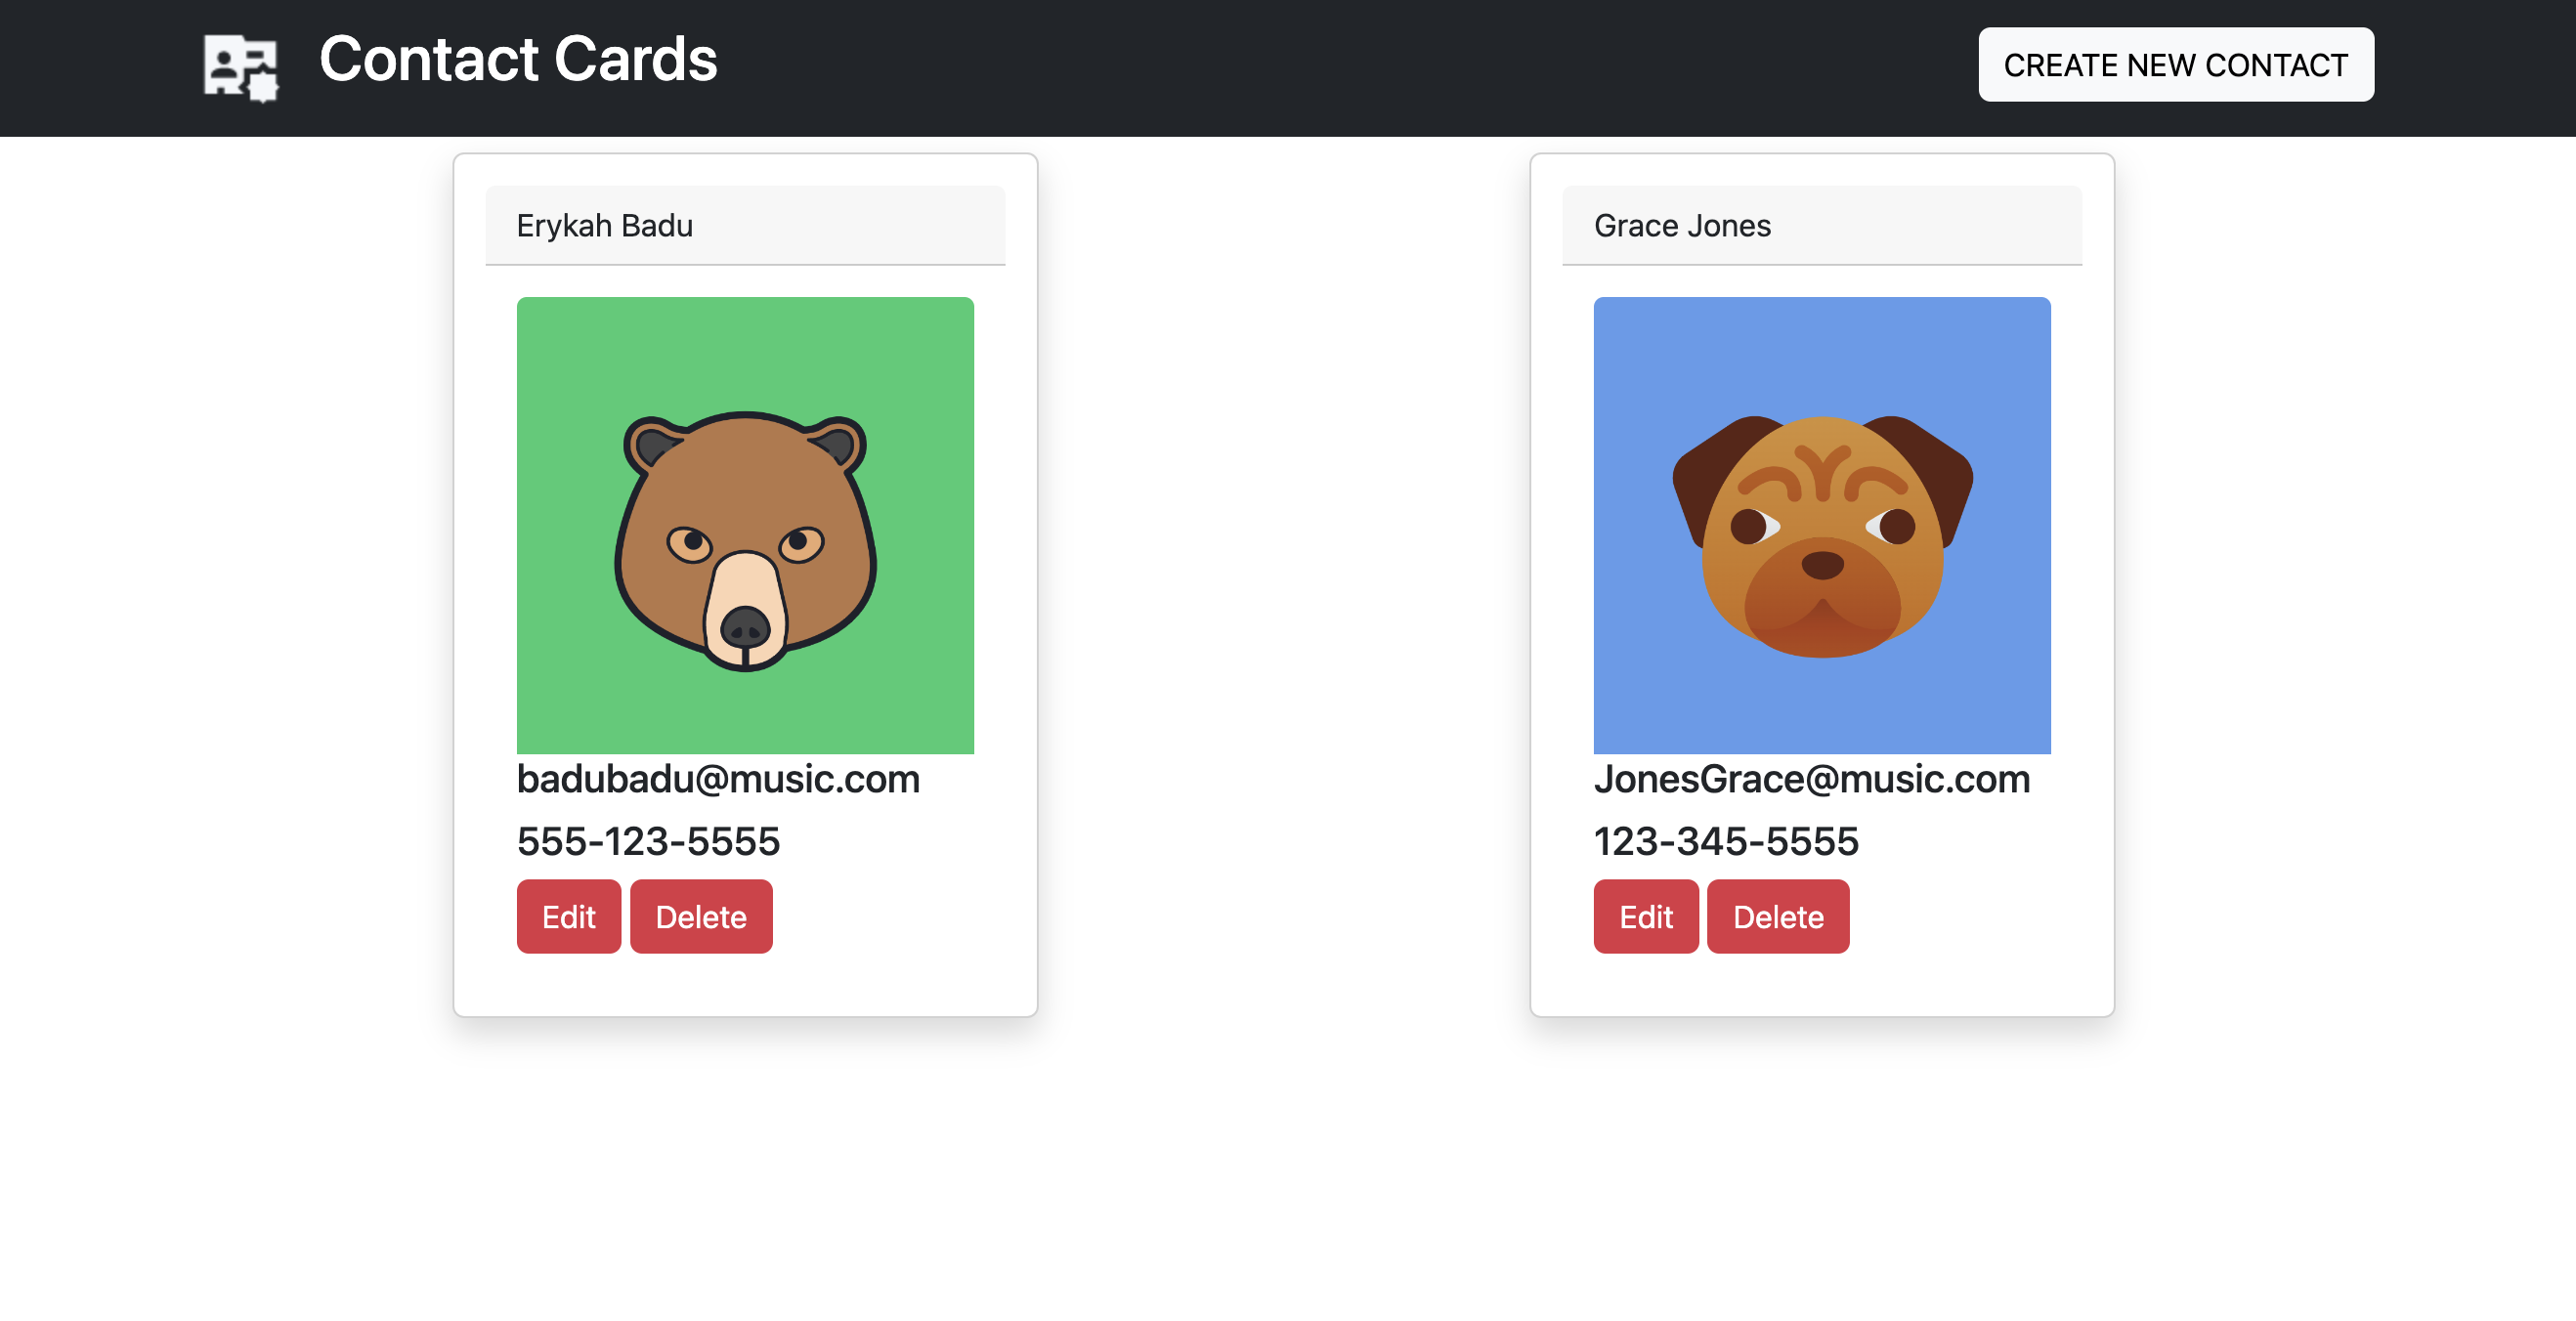 Contact Cards
CREATE NEW CONTACT
Erykah Badu
badubadu@music.com
555-123-5555
Edit
Delete
Grace Jones
JonesGrace@music.com
123-345-5555
Edit
Delete